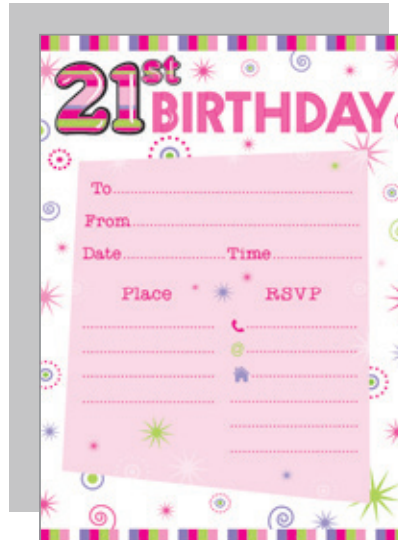 21st
BIRTHDAY
To
From
Date Time
Place RSVP
@